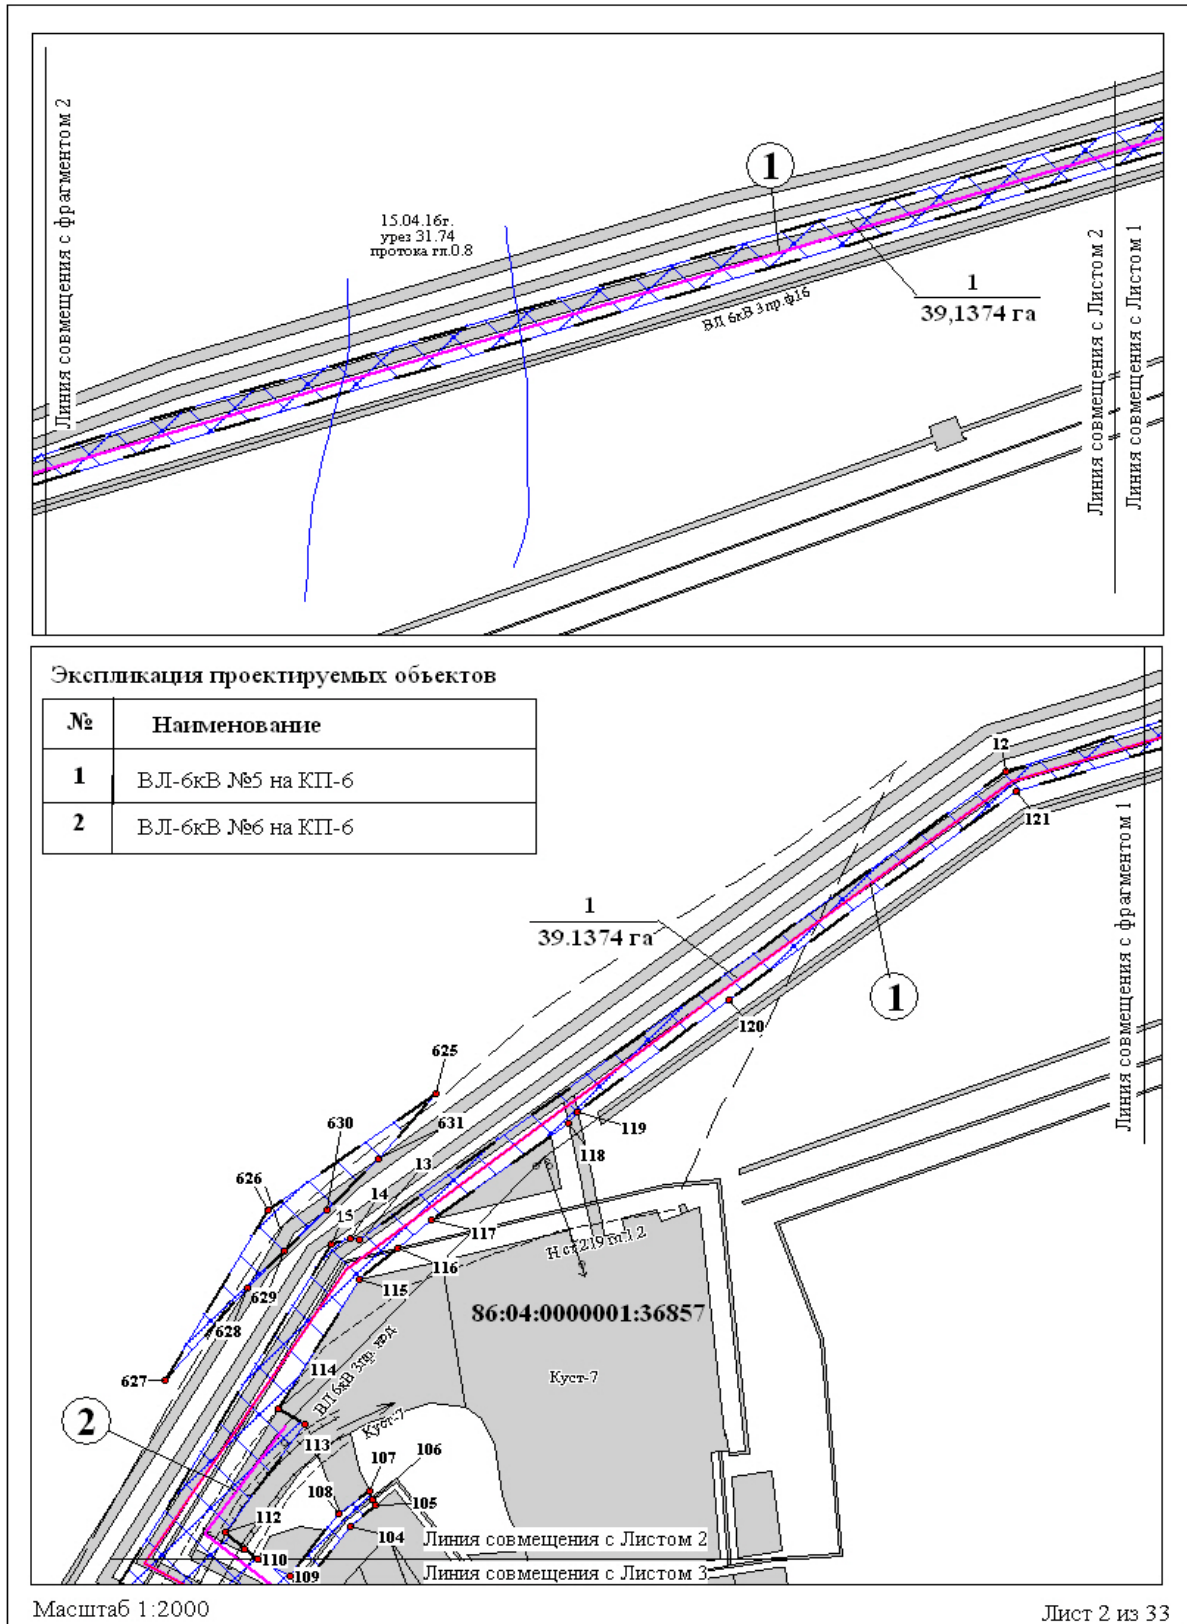 Линия совмещения с фрагментом 2
15.04.16г.
урез 31.74
протока гл.0.8
1
ВЛ 6кВ 3пр.ф16
1
39,1374 га
Линия совмещения с Листом 2
Линия совмещения с Листом 1
Экспликация проектируемых объектов
№ Наименование
1 ВЛ-6кВ №5 на КП-6
2 ВЛ-6кВ №6 на КП-6
12
121
Линия совмещения с фрагментом 1
1
39.1374 га
1
120
625
630
631
119
118
13
626
14
15
117
Н ст219 гл.1.2
116
115
629
86:04:0000001:36857
628
114
627
ВЛ 6кВ 3пр.
Куст-7
2
Куст-7
113
107
106
108
105
112
104
Линия совмещения с Листом 2
110
Линия совмещения с Листом 3
109
Масштаб 1:2000
Лист 2 из 33